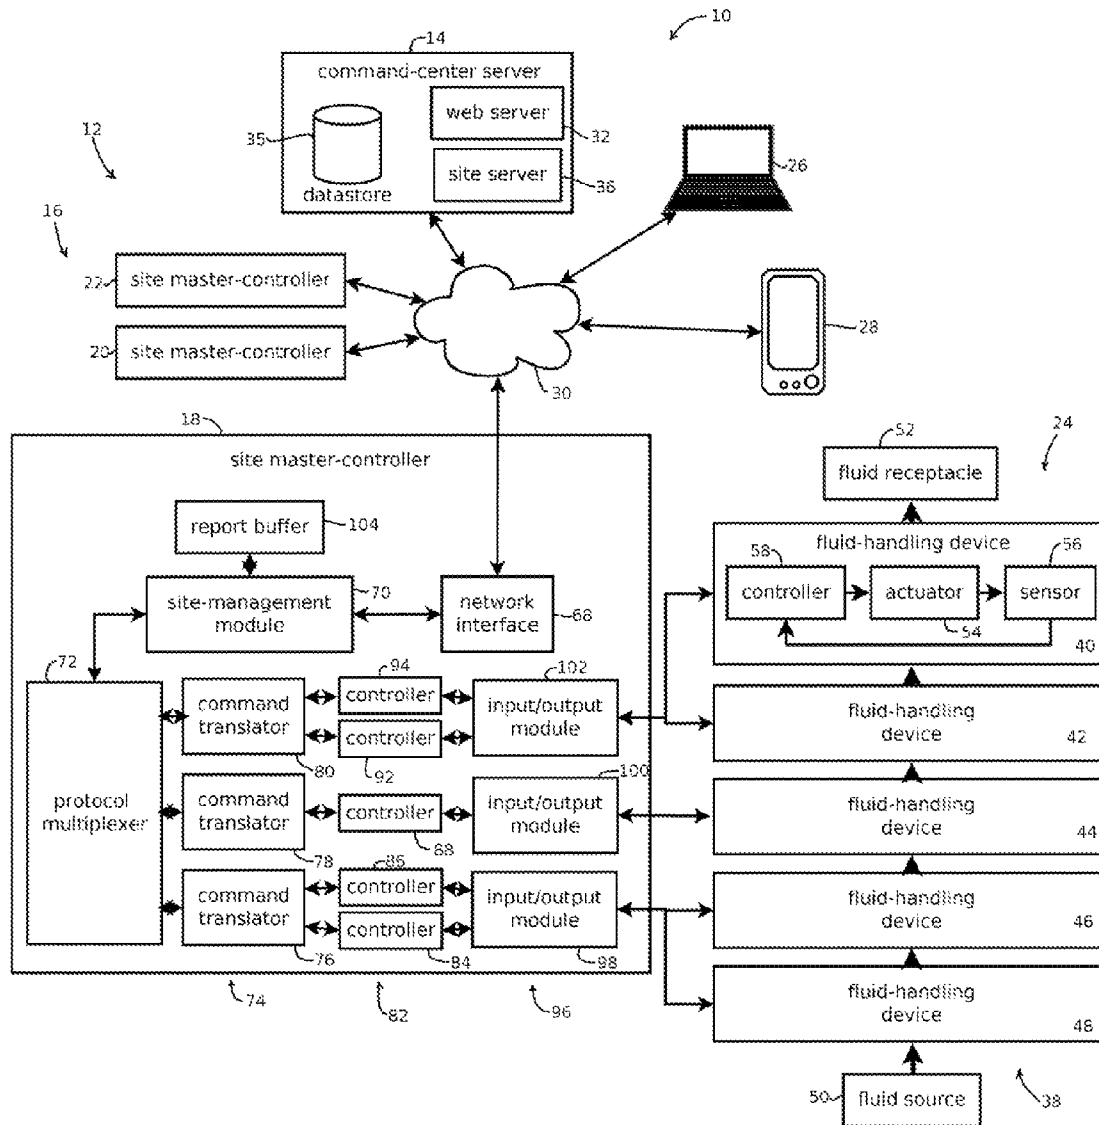 10
14
command-center server
web server
32
35
datastore
site server
36
12
26
16
22
site master-controller
20
site master-controller
30
28
18
site master-controller
24
52
fluid receptacle
report buffer
104
fluid-handling device
58
56
controller
actuator
sensor
54
40
site-management
module
70
network
interface
68
72
94
102
controller
command
translator
input/output
module
controller
80
92
fluid-handling
device
42
100
protocol
multiplexer
command
translator
controller
input/output
module
78
88
fluid-handling
device
44
86
controller
command
translator
input/output
module
controller
76
84
98
fluid-handling
device
46
74
82
96
fluid-handling
device
48
50
fluid source
38